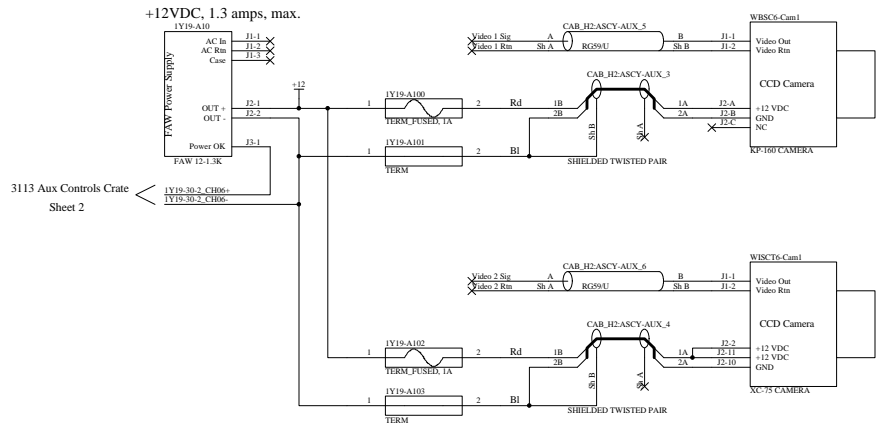 +12VDC, 1.3 amps, max.
1Y19-A10
FAW Power Supply
AC In
AC Rtn
Case
J1-1
J1-2
J1-3
OUT +
OUT -
J2-1
J2-2
Power OK
J3-1
FAW 12-1.3K
+12
3113 Aux Controls Crate
Sheet 2
1Y19-30-2_CH06+
1Y19-30-2_CH06-
1Y19-A100
1
2
Rd
TERM_FUSED, 1A
1Y19-A101
1
2
Bl
TERM
Video 1 Sig
Video 1 Rtn
A
Sh A
CAB_H2:ASCY-AUX_5
RG59/U
B
Sh B
J1-1
J1-2
CAB_H2:ASCY-AUX_3
1B
2B
Sh B
Sh A
1A
2A
SHIELDED TWISTED PAIR
J2-A
J2-B
J2-C
WBSC6-Cam1
Video Out
Video Rtn
CCD Camera
+12 VDC
GND
NC
KP-160 CAMERA
1Y19-A102
1
2
Rd
TERM_FUSED, 1A
1Y19-A103
1
2
Bl
TERM
Video 2 Sig
Video 2 Rtn
A
Sh A
CAB_H2:ASCY-AUX_6
RG59/U
B
Sh B
J1-1
J1-2
CAB_H2:ASCY-AUX_4
1B
2B
Sh B
Sh A
1A
2A
SHIELDED TWISTED PAIR
J2-2
J2-11
J2-10
WISCT6-Cam1
Video Out
Video Rtn
CCD Camera
+12 VDC
+12 VDC
GND
XC-75 CAMERA